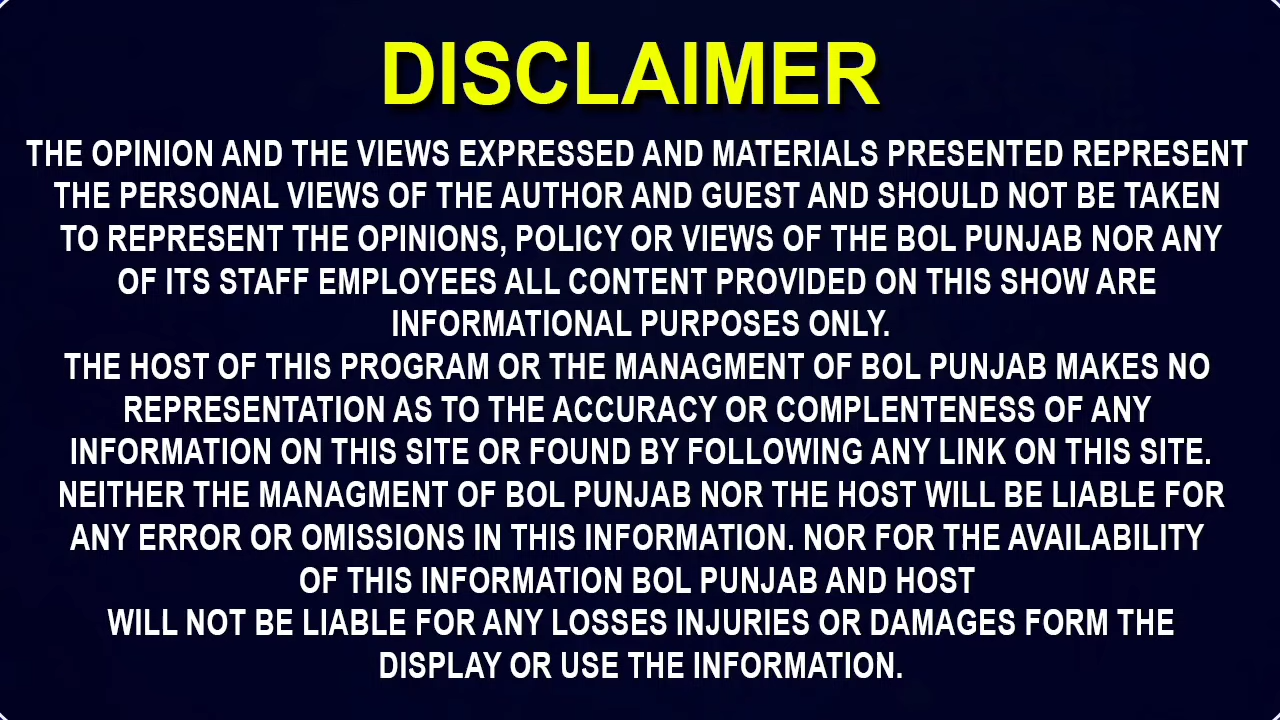 DISCLAIMER
THE OPINION AND THE VIEWS EXPRESSED AND MATERIALS PRESENTED REPRESENT
THE PERSONAL VIEWS OF THE AUTHOR AND GUEST AND SHOULD NOT BE TAKEN
TO REPRESENT THE OPINIONS, POLICY OR VIEWS OF THE BOL PUNJAB NOR ANY
OF ITS STAFF EMPLOYEES ALL CONTENT PROVIDED ON THIS SHOW ARE
INFORMATIONAL PURPOSES ONLY.
THE HOST OF THIS PROGRAM OR THE MANAGMENT OF BOL PUNJAB MAKES NO
REPRESENTATION AS TO THE ACCURACY OR COMPLENTENESS OF ANY
INFORMATION ON THIS SITE OR FOUND BY FOLLOWING ANY LINK ON THIS SITE.
NEITHER THE MANAGMENT OF BOL PUNJAB NOR THE HOST WILL BE LIABLE FOR
ANY ERROR OR OMISSIONS IN THIS INFORMATION. NOR FOR THE AVAILABILITY
OF THIS INFORMATION BOL PUNJAB AND HOST
WILL NOT BE LIABLE FOR ANY LOSSES INJURIES OR DAMAGES FORM THE
DISPLAY OR USE THE INFORMATION.